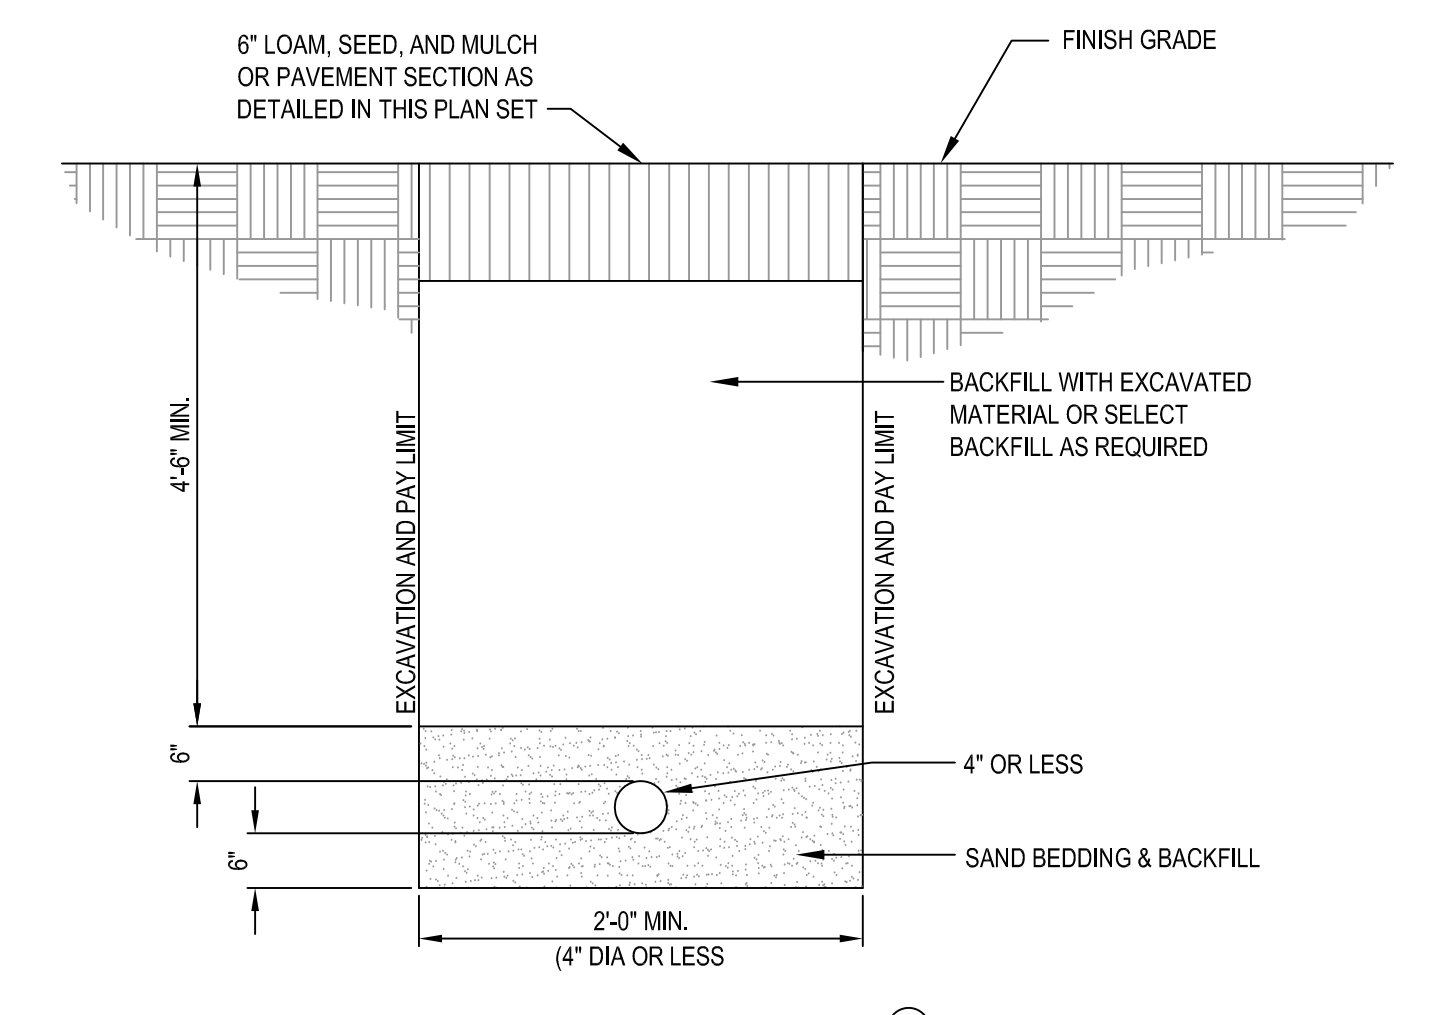 6" LOAM, SEED, AND MULCH
OR PAVEMENT SECTION AS
DETAILED IN THIS PLAN SET
FINISH GRADE
4'-6" MIN.
EXCAVATION AND PAY LIMIT
BACKFILL WITH EXCAVATED
MATERIAL OR SELECT
BACKFILL AS REQUIRED
EXCAVATION AND PAY LIMIT
6"
4" OR LESS
6"
SAND BEDDING & BACKFILL
2'-0" MIN.
(4" DIA OR LESS